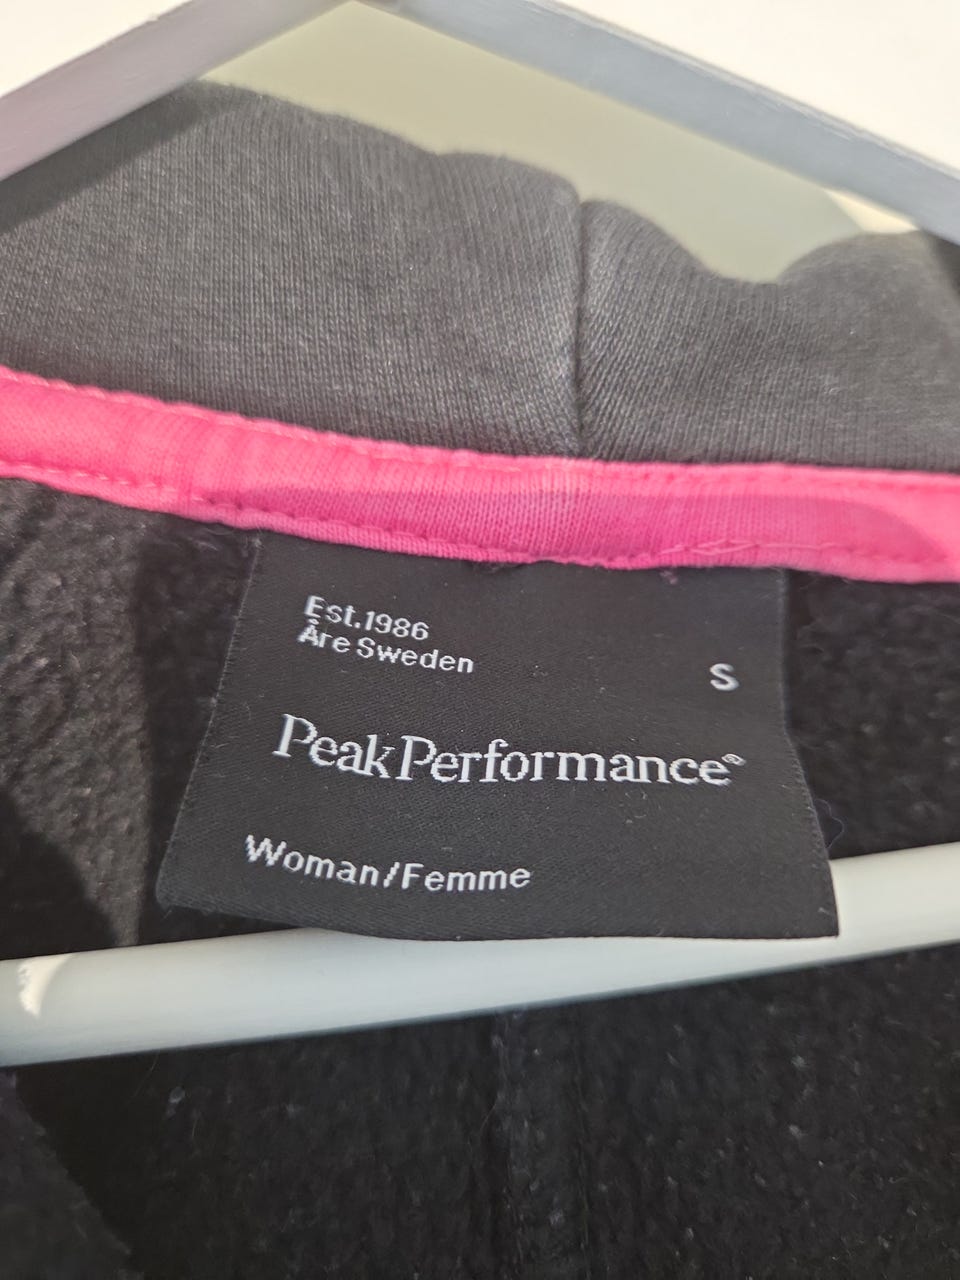 Est.1986
Åre Sweden
S
PeakPerformance®
Woman/Femme